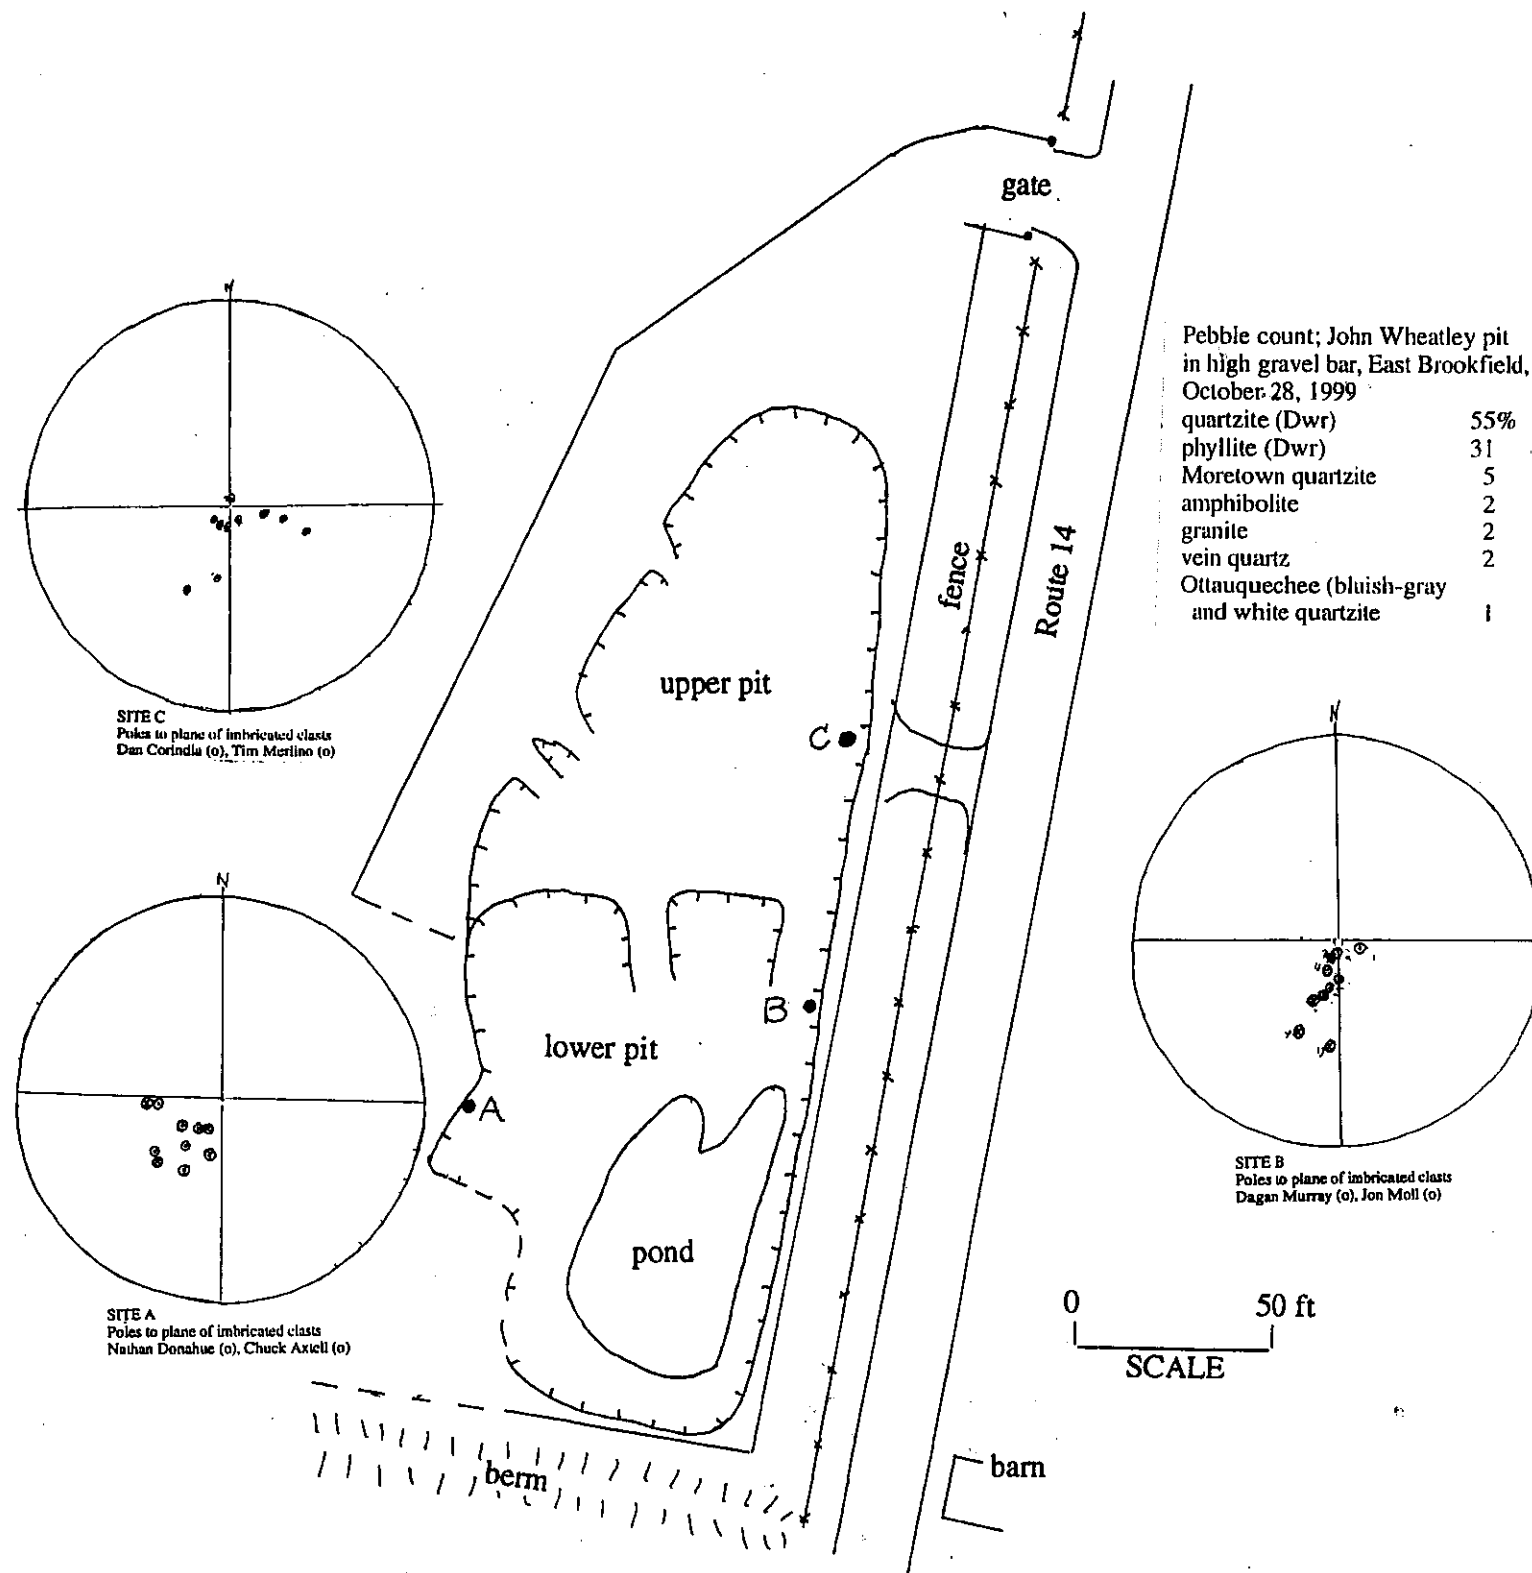 gate
Pebble count; John Wheatley pit
in high gravel bar, East Brookfield,
October 28, 1999
quartzite (Dwr) 55%
phyllite (Dwr) 31
Moretown quartzite 5
amphibolite 2
granite 2
vein quartz 2
Ottauquechee (bluish-gray
and white quartzite 1
N
SITE C
Poles to plane of imbricated clasts
Dan Corindia (o), Tim Merlino (o)
fence
Route 14
upper pit
C
N
SITE A
Poles to plane of imbricated clasts
Nathan Donahue (o), Chuck Axtell (o)
B
lower pit
A
N
SITE B
Poles to plane of imbricated clasts
Dagan Murray (o), Jon Moll (o)
pond
0 50 ft
SCALE
berm
barn